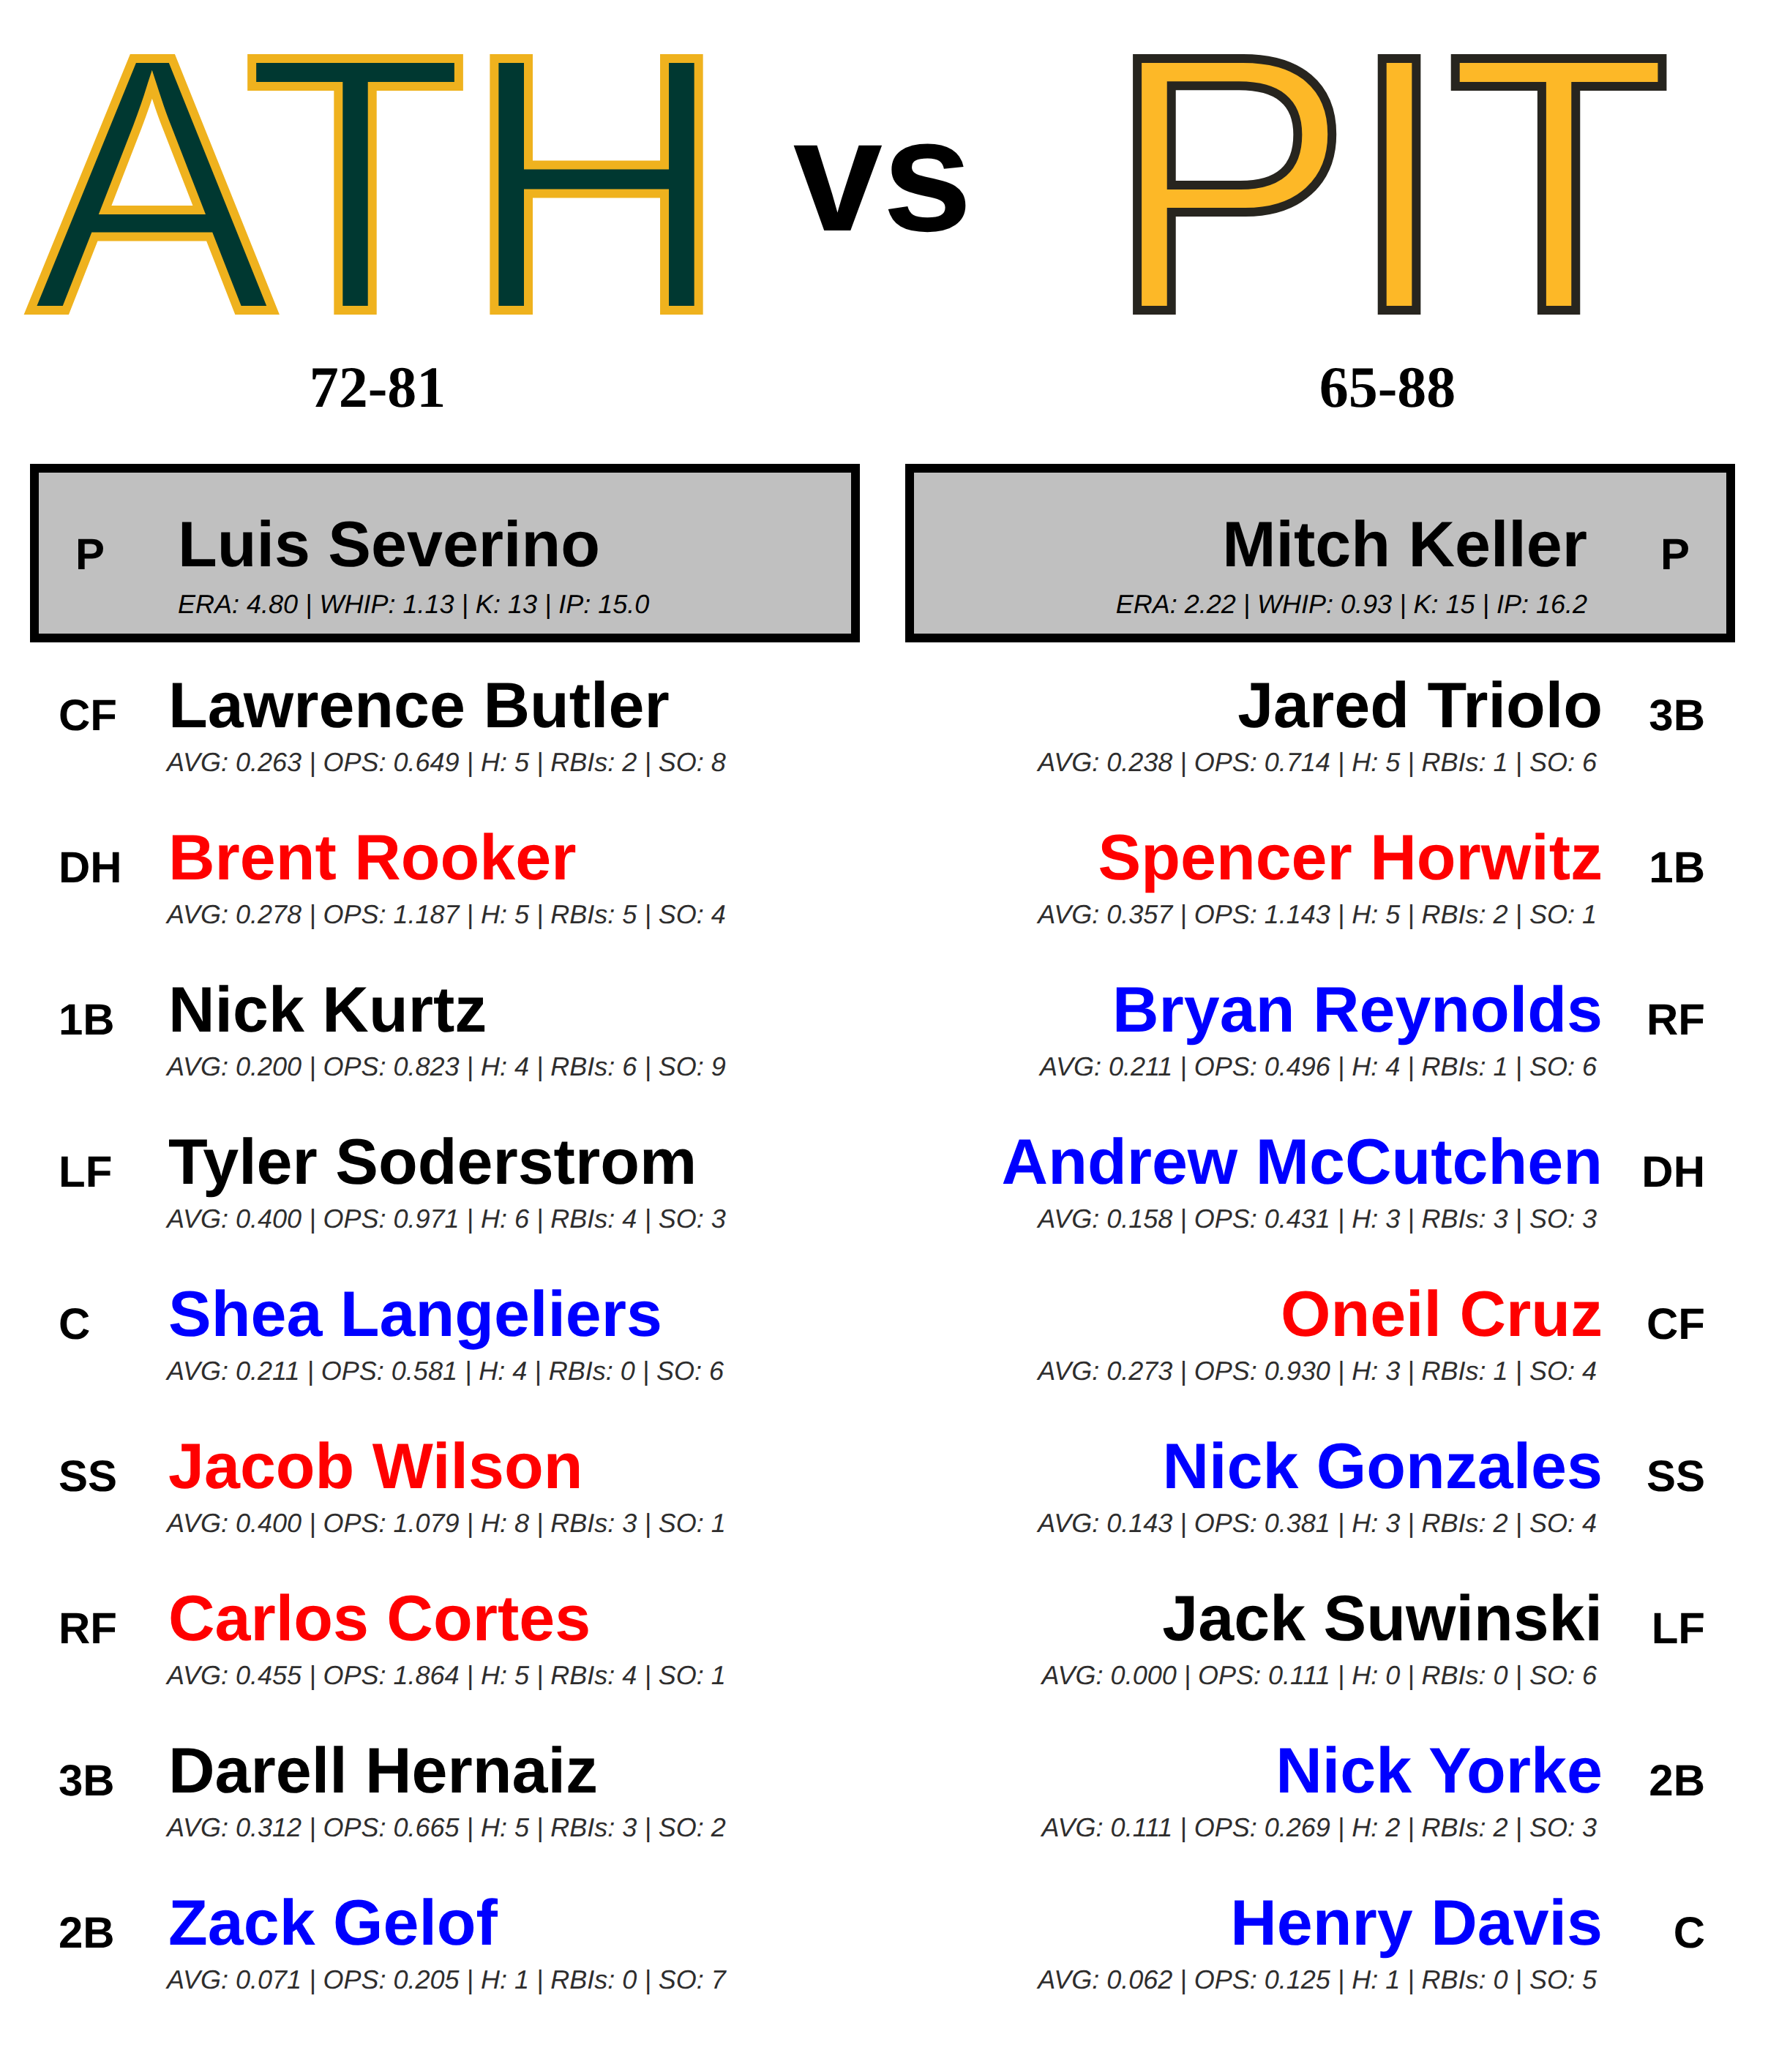 ATH vs PIT
72-81 65-88
P Luis Severino Mitch Keller P
ERA: 4.80 | WHIP: 1.13 | K: 13 | IP: 15.0 ERA: 2.22 | WHIP: 0.93 | K: 15 | IP: 16.2
CF Lawrence Butler Jared Triolo 3B
AVG: 0.263 | OPS: 0.649 | H: 5 | RBIs: 2 | SO: 8 AVG: 0.238 | OPS: 0.714 | H: 5 | RBIs: 1 | SO: 6
DH Brent Rooker Spencer Horwitz 1B
AVG: 0.278 | OPS: 1.187 | H: 5 | RBIs: 5 | SO: 4 AVG: 0.357 | OPS: 1.143 | H: 5 | RBIs: 2 | SO: 1
1B Nick Kurtz Bryan Reynolds RF
AVG: 0.200 | OPS: 0.823 | H: 4 | RBIs: 6 | SO: 9 AVG: 0.211 | OPS: 0.496 | H: 4 | RBIs: 1 | SO: 6
LF Tyler Soderstrom Andrew McCutchen DH
AVG: 0.400 | OPS: 0.971 | H: 6 | RBIs: 4 | SO: 3 AVG: 0.158 | OPS: 0.431 | H: 3 | RBIs: 3 | SO: 3
C Shea Langeliers Oneil Cruz CF
AVG: 0.211 | OPS: 0.581 | H: 4 | RBIs: 0 | SO: 6 AVG: 0.273 | OPS: 0.930 | H: 3 | RBIs: 1 | SO: 4
SS Jacob Wilson Nick Gonzales SS
AVG: 0.400 | OPS: 1.079 | H: 8 | RBIs: 3 | SO: 1 AVG: 0.143 | OPS: 0.381 | H: 3 | RBIs: 2 | SO: 4
RF Carlos Cortes Jack Suwinski LF
AVG: 0.455 | OPS: 1.864 | H: 5 | RBIs: 4 | SO: 1 AVG: 0.000 | OPS: 0.111 | H: 0 | RBIs: 0 | SO: 6
3B Darell Hernaiz Nick Yorke 2B
AVG: 0.312 | OPS: 0.665 | H: 5 | RBIs: 3 | SO: 2 AVG: 0.111 | OPS: 0.269 | H: 2 | RBIs: 2 | SO: 3
2B Zack Gelof Henry Davis C
AVG: 0.071 | OPS: 0.205 | H: 1 | RBIs: 0 | SO: 7 AVG: 0.062 | OPS: 0.125 | H: 1 | RBIs: 0 | SO: 5